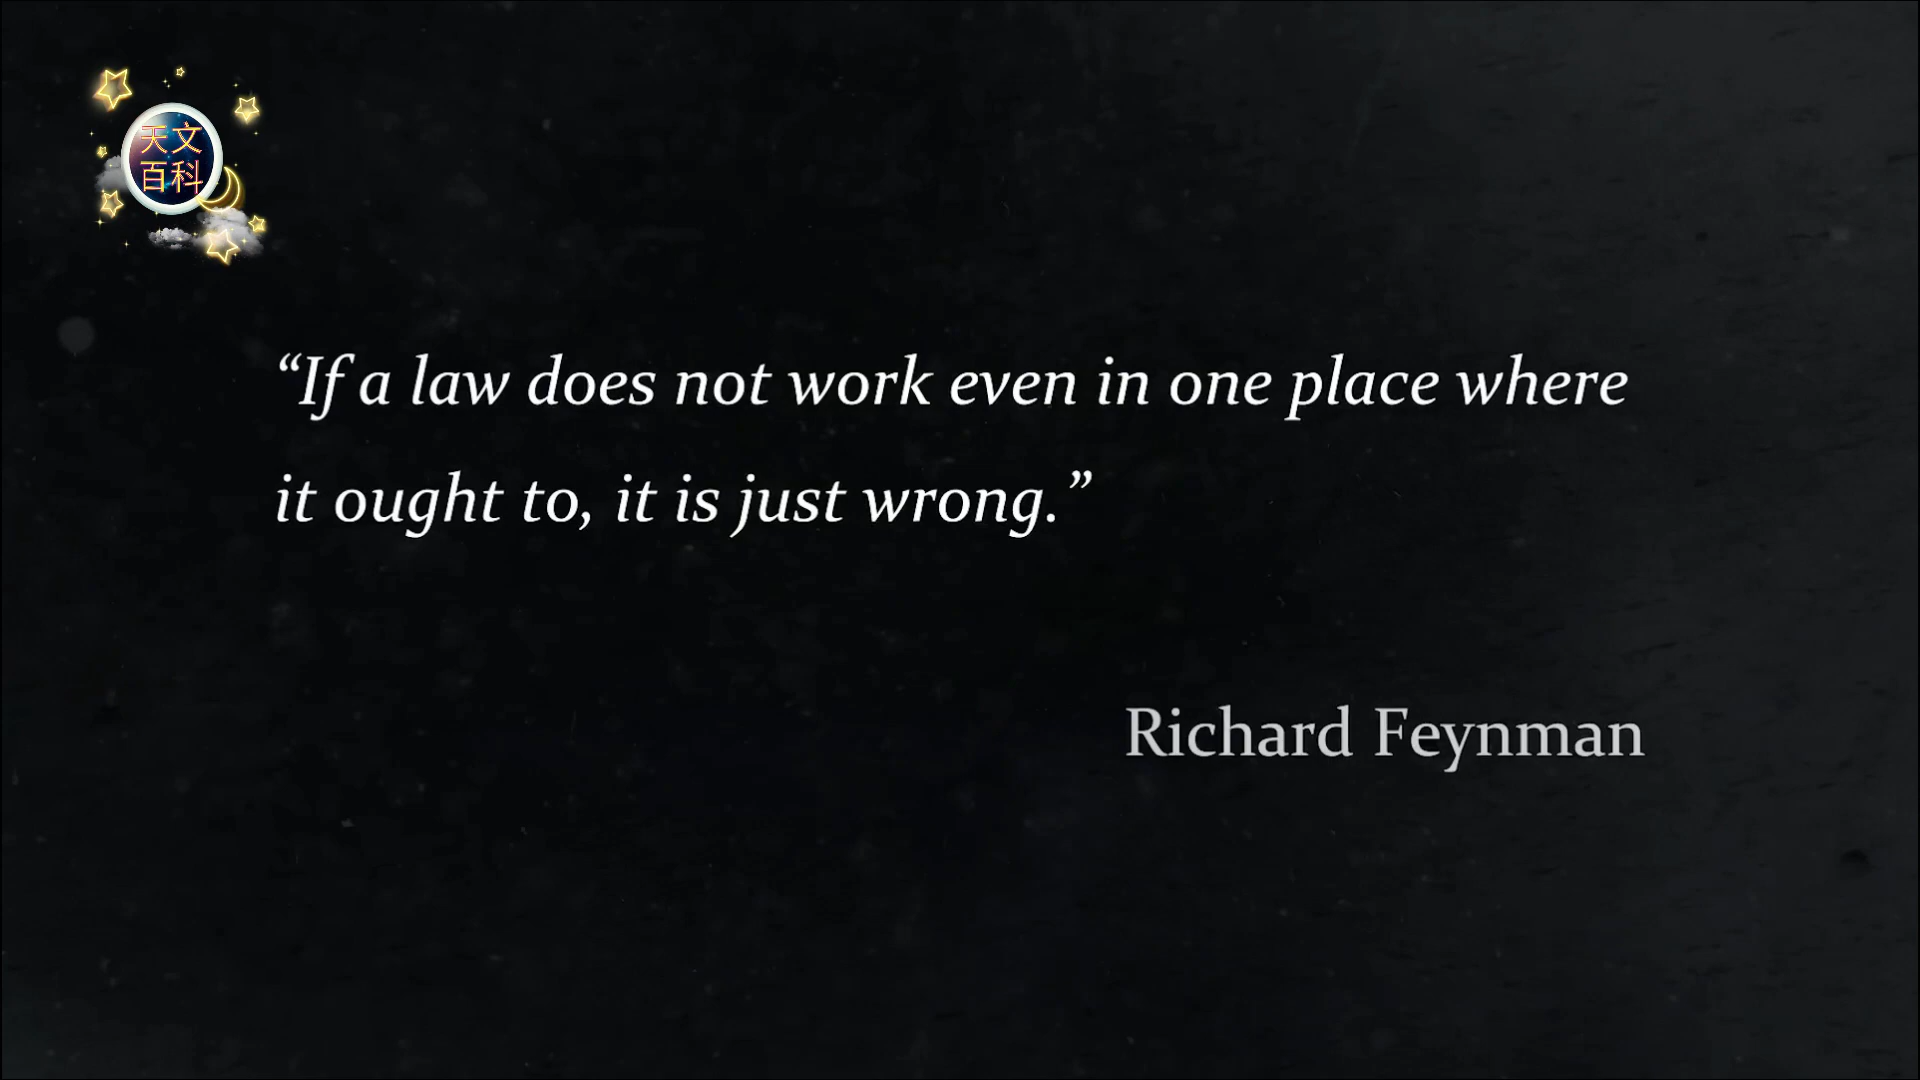 天文
百科
“If a law does not work even in one place where
it ought to, it is just wrong.”
Richard Feynman